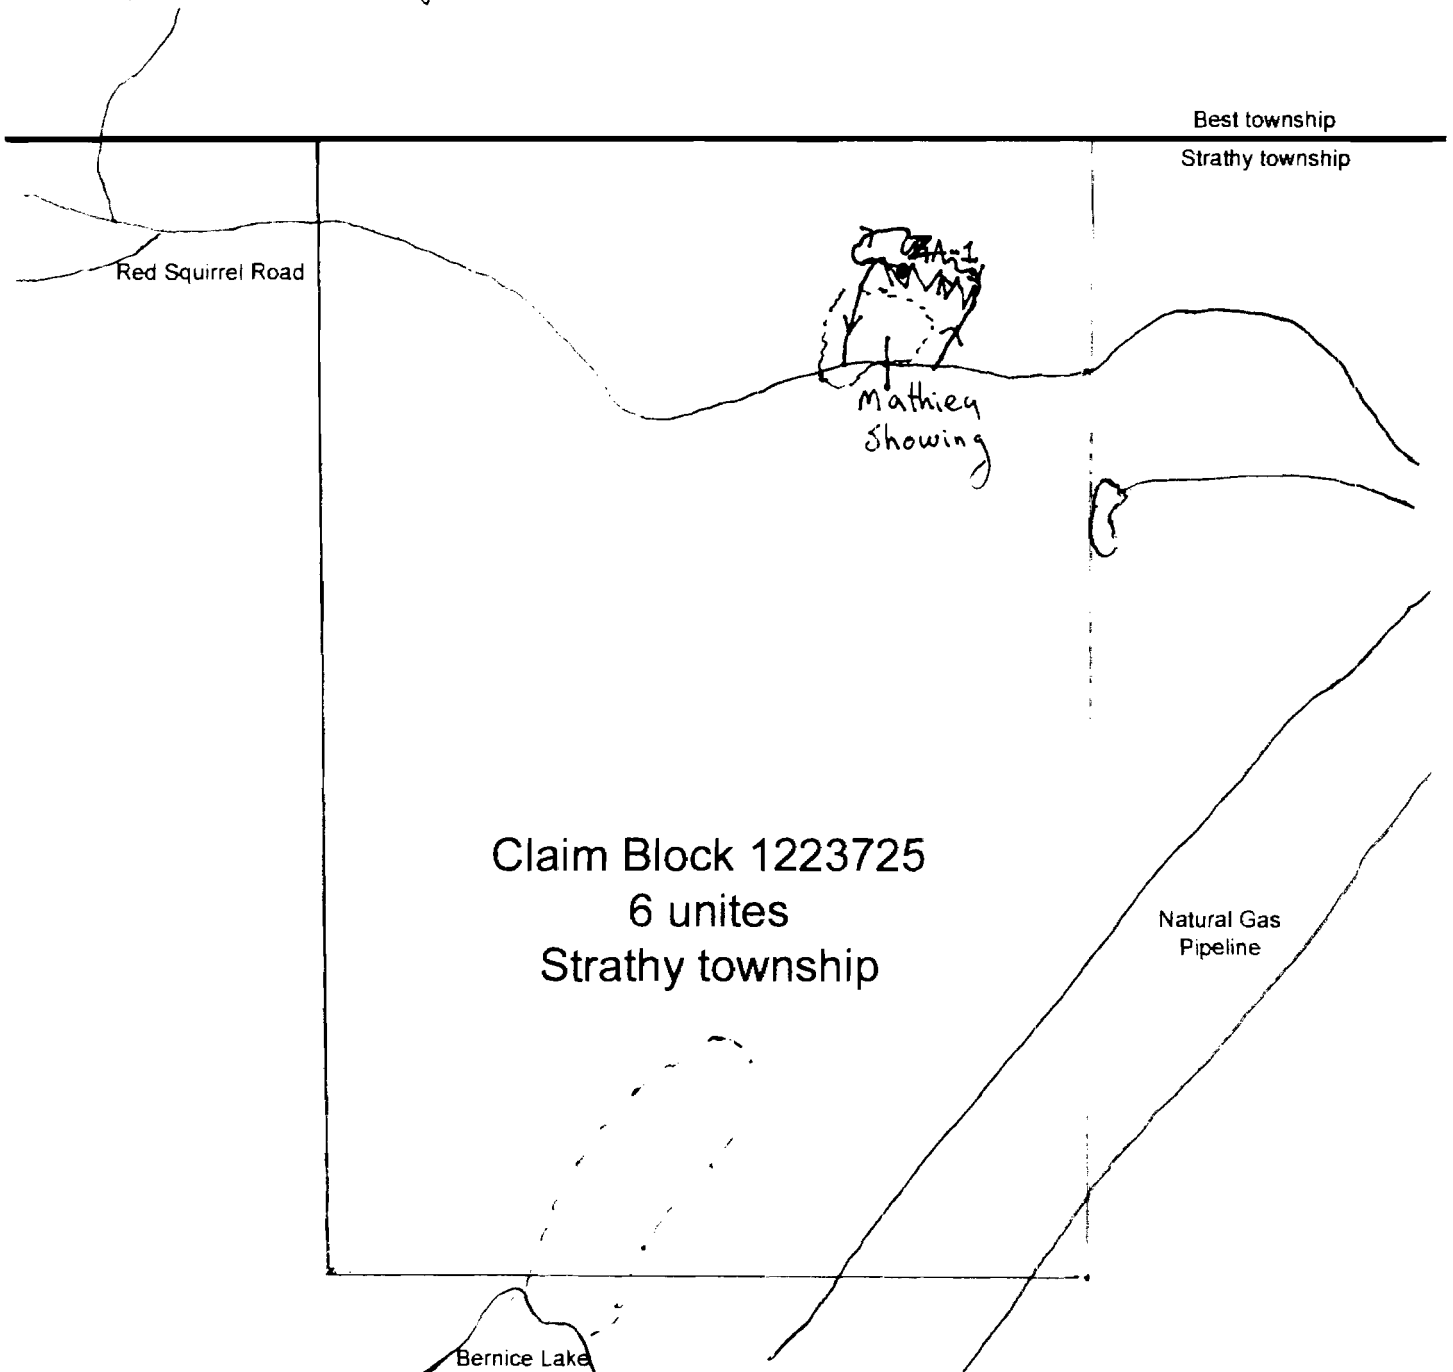 Best township
Strathy township
Red Squirrel Road
A-1
Mathieu
Showing
Claim Block 1223725
6 unites
Strathy township
Natural Gas
Pipeline
Bernice Lake